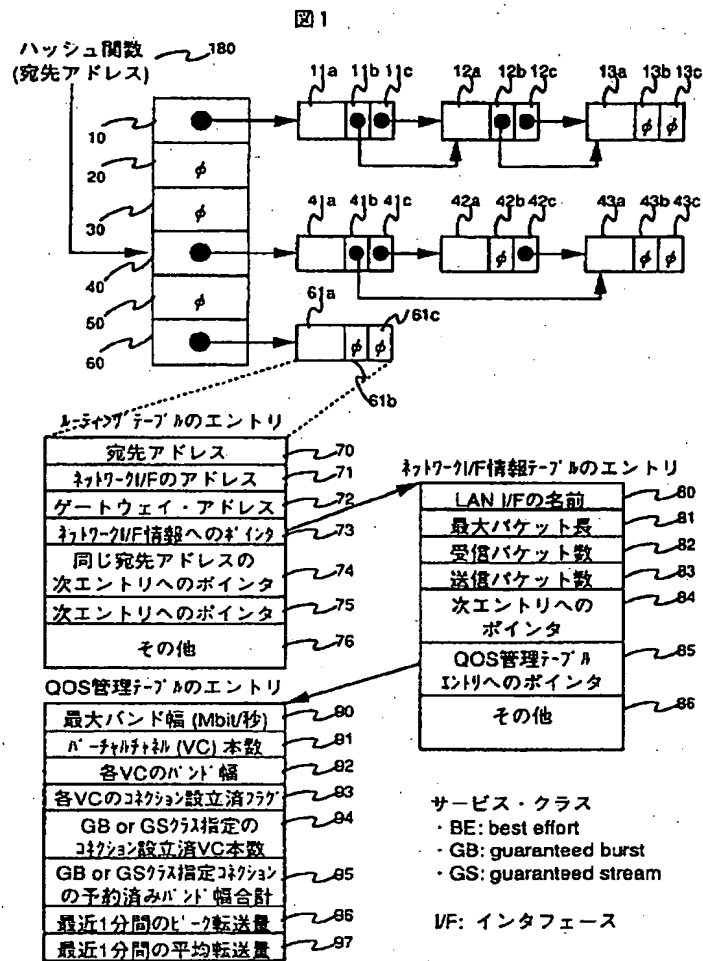 図1
ハッシュ関数 180
(宛先アドレス)
11a 11b 11c 12a 12b 12c 13a 13b 13c
10
φ φ
20 φ
30 φ
41a 41b 41c 42a 42b 42c 43a 43b 43c
40
φ φ φ
50 φ
61a 61c
60
φ φ
61b
ルーティングテーブルのエントリ
宛先アドレス 70
ネットワークI/Fのアドレス 71
ゲートウェイ・アドレス 72
ネットワークI/F情報へのポインタ 73
同じ宛先アドレスの
次エントリへのポインタ 74
次エントリへのポインタ 75
その他 76
ネットワークI/F情報テーブルのエントリ
LAN I/Fの名前 80
最大パケット長 81
受信パケット数 82
送信パケット数 83
次エントリへの 84
ポインタ
QOS管理テーブル 85
エントリへのポインタ
その他 86
QOS管理テーブルのエントリ
最大バンド幅 (Mbit/秒) 90
バーチャルチャネル (VC) 本数 91
各VCのバンド幅 92
各VCのコネクション設立済フラグ 93
GB or GSクラス指定の 94
コネクション設立済VC本数
GB or GSクラス指定コネクション 95
の予約済みバンド幅合計
最近1分間のピーク転送量 96
最近1分間の平均転送量 97
サービス・クラス
・BE: best effort
・GB: guaranteed burst
・GS: guaranteed stream
I/F: インタフェース